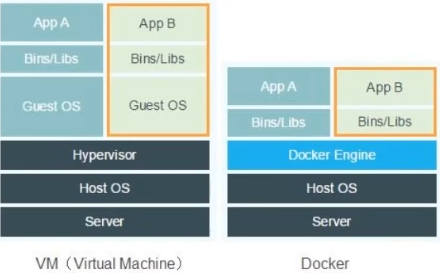 App A
App B
Bins/Libs
Bins/Libs
Guest OS
Guest OS
Hypervisor
Host OS
Server
VM（Virtual Machine）
App A
App B
Bins/Libs
Bins/Libs
Docker Engine
Host OS
Server
Docker